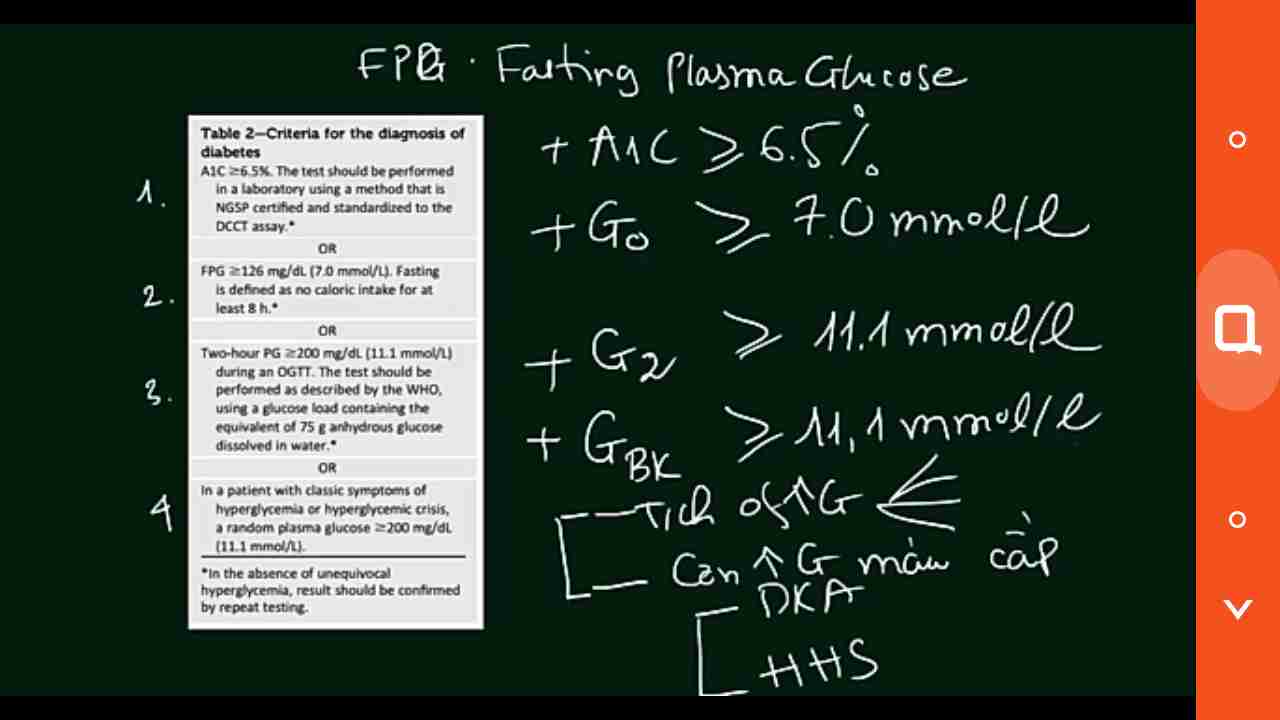 FPG . Fasting Plasma Glucose
Table 2—Criteria for the diagnosis of
diabetes
1.
A1C ≥6.5%. The test should be performed
in a laboratory using a method that is
NGSP certified and standardized to the
DCCT assay.*
OR
2.
FPG ≥126 mg/dL (7.0 mmol/L). Fasting
is defined as no caloric intake for at
least 8 h.*
OR
3.
Two-hour PG ≥200 mg/dL (11.1 mmol/L)
during an OGTT. The test should be
performed as described by the WHO,
using a glucose load containing the
equivalent of 75 g anhydrous glucose
dissolved in water.*
OR
4
In a patient with classic symptoms of
hyperglycemia or hyperglycemic crisis,
a random plasma glucose ≥200 mg/dL
(11.1 mmol/L).
*In the absence of unequivocal
hyperglycemia, result should be confirmed
by repeat testing.
+ A1C ≥ 6.5%
+ G0 ≥ 7.0 mmol/l
+ G2 ≥ 11.1 mmol/l
+ GBK ≥ 11,1 mmol/l
↑G
↑ G máu cấp
DKA
HHS